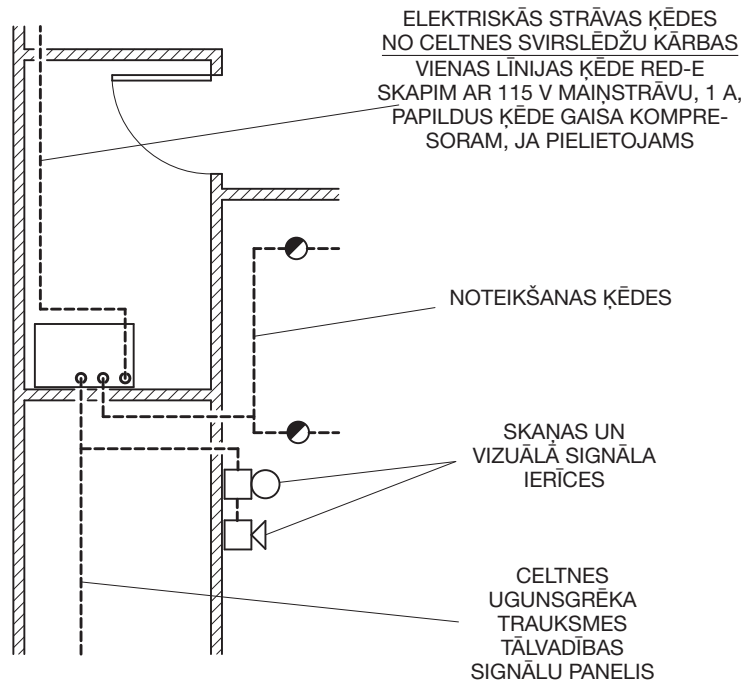 ELEKTRISKĀS STRĀVAS ĶĒDES
NO CELTNES SVIRSLĒDŽU KĀRBAS
VIENAS LĪNIJAS ĶĒDE RED-E
SKAPIM AR 115 V MAIŅSTRĀVU, 1 A,
PAPILDUS ĶĒDE GAISA KOMPRE-
SORAM, JA PIELIETOJAMS
NOTEIKŠANAS ĶĒDES
SKAŅAS UN
VIZUĀLĀ SIGNĀLA
IERĪCES
CELTNES
UGUNSGRĒKA
TRAUKSMES
TĀLVADĪBAS
SIGNĀLU PANELIS